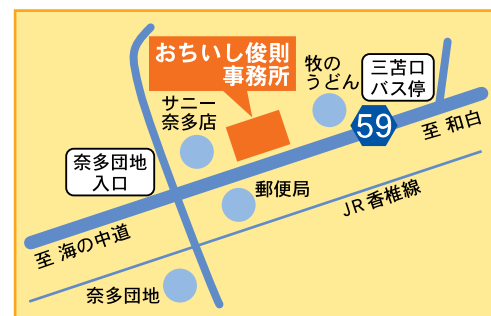 おちいし俊則
事務所
牧の
うどん
三苫口
バス停
サニー
奈多店
59
至 和白
奈多団地
入口
郵便局
JR香椎線
至 海の中道
奈多団地